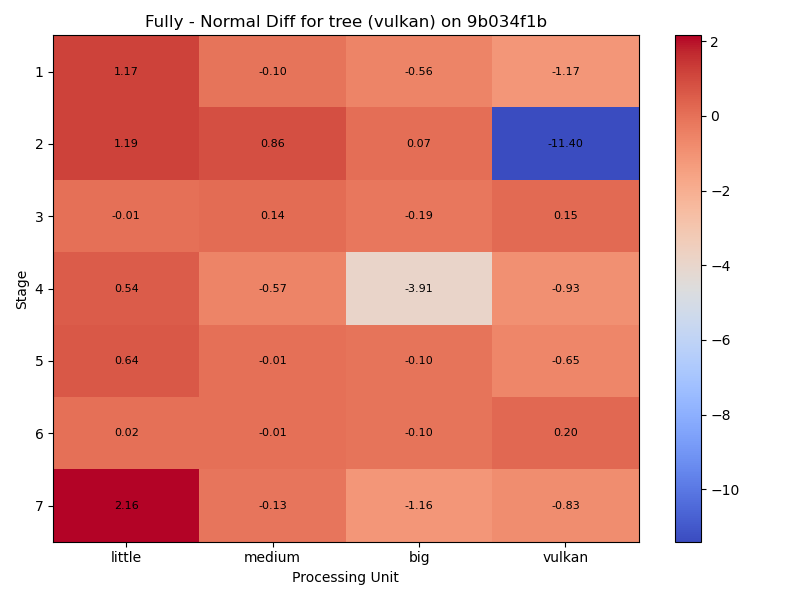 Fully - Normal Diff for tree (vulkan) on 9b034f1b
Stage
1 1.17 -0.10 -0.56 -1.17
2 1.19 0.86 0.07 -11.40
3 -0.01 0.14 -0.19 0.15
4 0.54 -0.57 -3.91 -0.93
5 0.64 -0.01 -0.10 -0.65
6 0.02 -0.01 -0.10 0.20
7 2.16 -0.13 -1.16 -0.83
little medium big vulkan
Processing Unit
2
0
−2
−4
−6
−8
−10